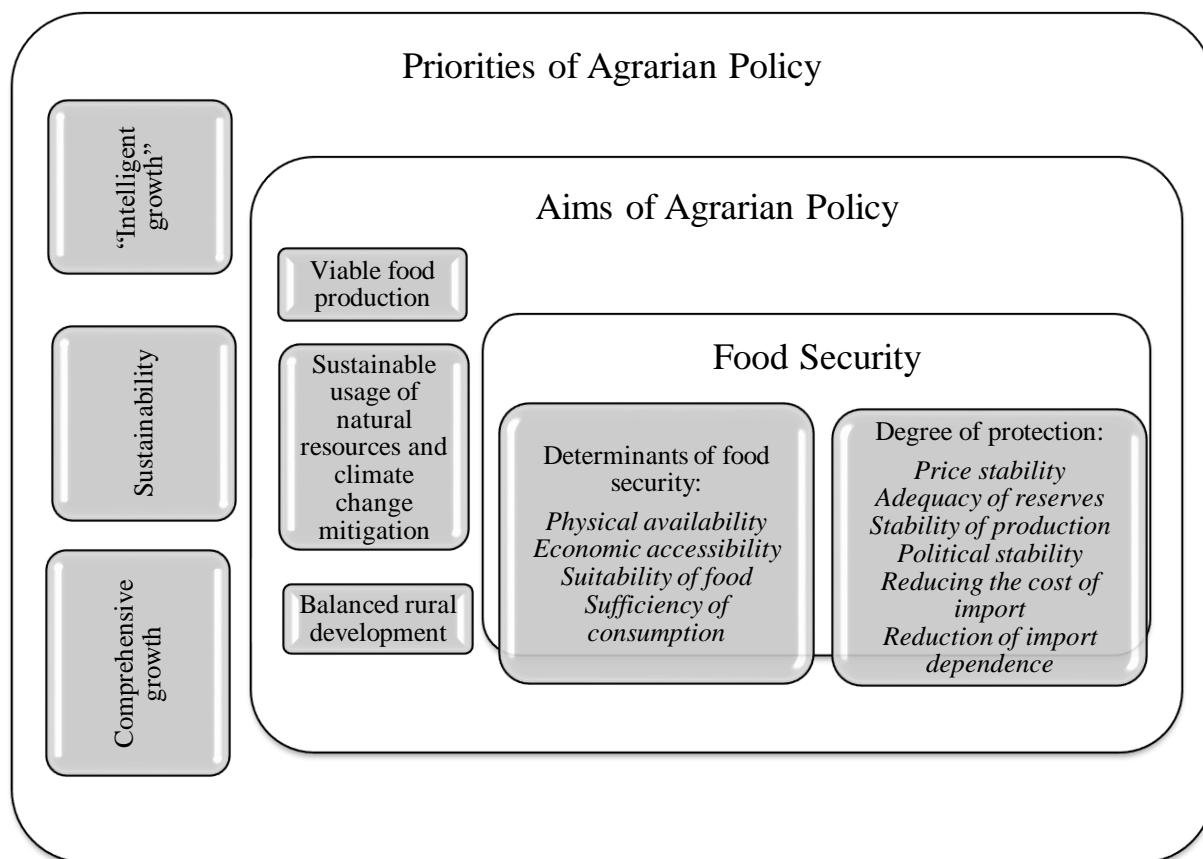 Priorities of Agrarian Policy
“Intelligent
growth”
Sustainability
Comprehensive
growth
Aims of Agrarian Policy
Viable food
production
Sustainable
usage of
natural
resources and
climate
change
mitigation
Balanced rural
development
Food Security
Determinants of food
security:
Physical availability
Economic accessibility
Suitability of food
Sufficiency of
consumption
Degree of protection:
Price stability
Adequacy of reserves
Stability of production
Political stability
Reducing the cost of
import
Reduction of import
dependence